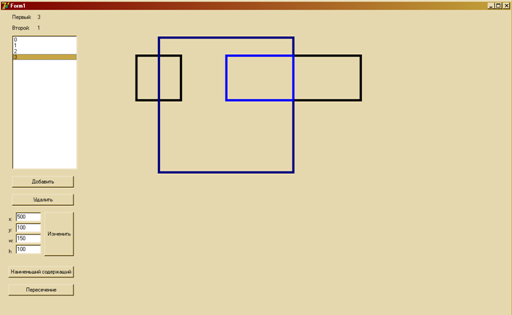 Form1
Первый: 3
Второй: 1
0
1
2
3
Добавить
Удалить
x: 500
y: 100
w: 150
h: 100
Изменить
Наименьший содержащий
Пересечение